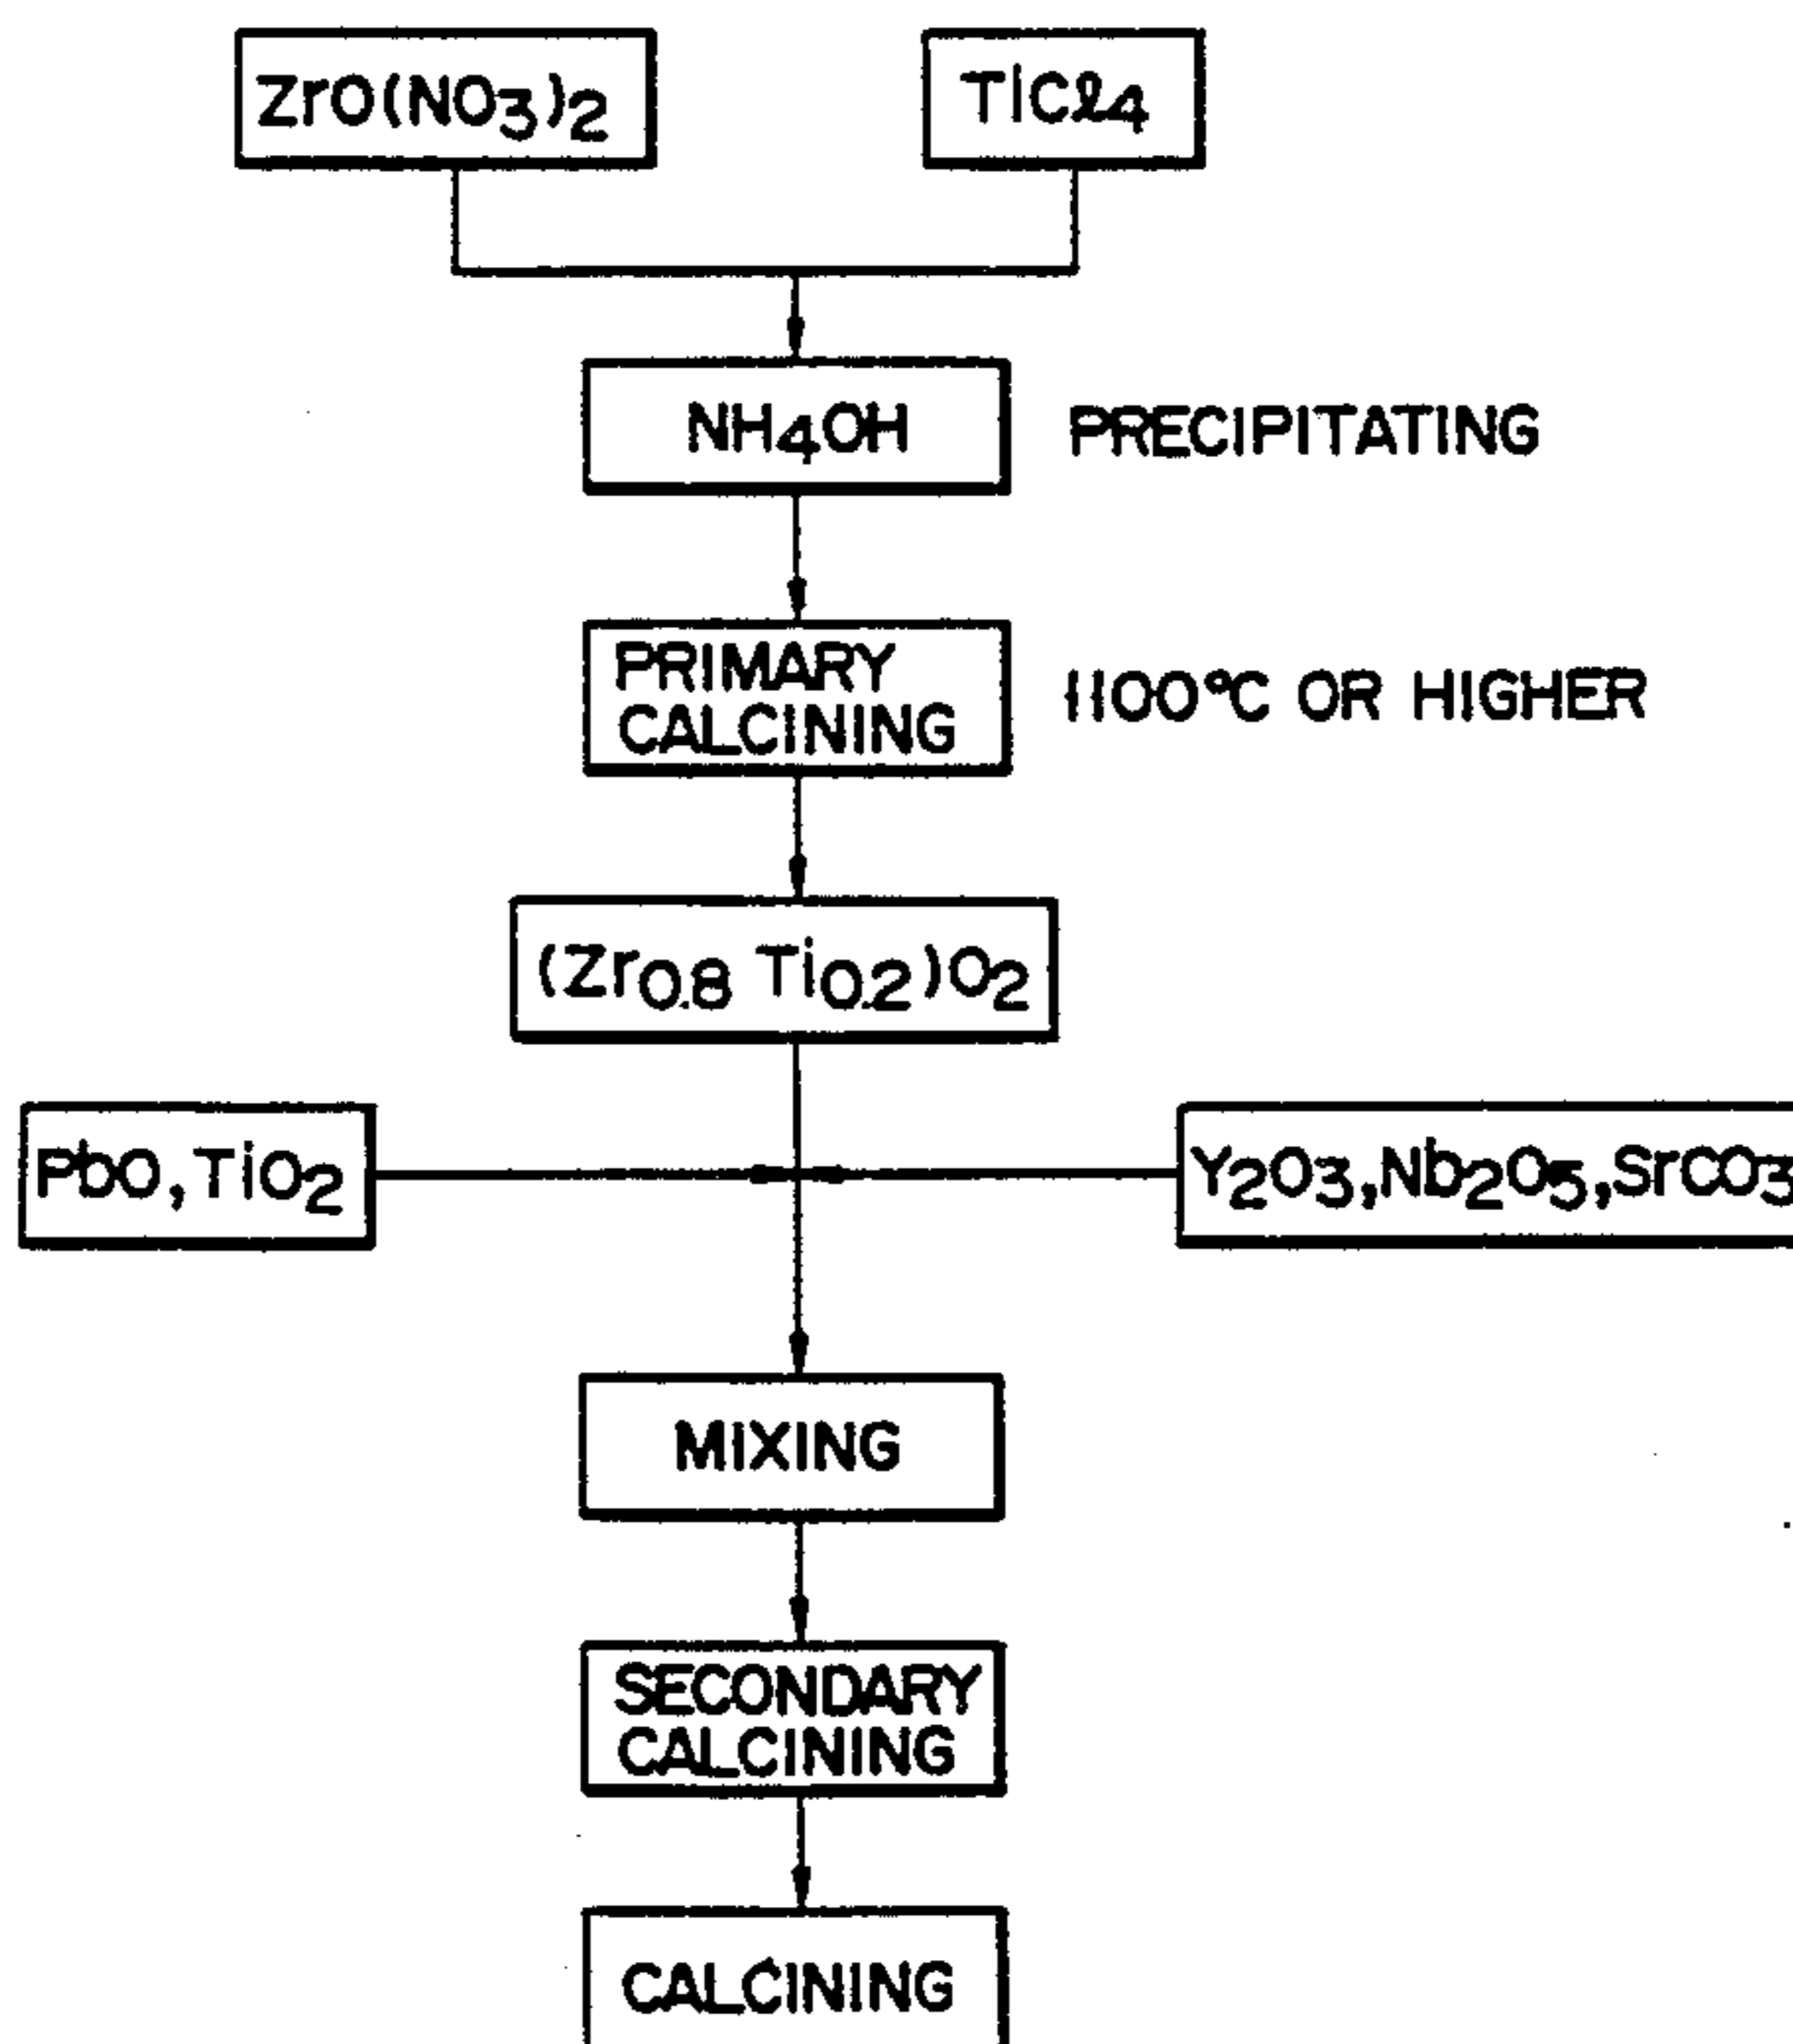 ZrO(NO3)2
TiCl4
NH4OH
PRECIPITATING
PRIMARY
CALCINING
1100°C OR HIGHER
(Zr0.8 Ti0.2)O2
PbO,TiO2
Y2O3,Nb2O5,SrCO3
MIXING
SECONDARY
CALCINING
CALCINING